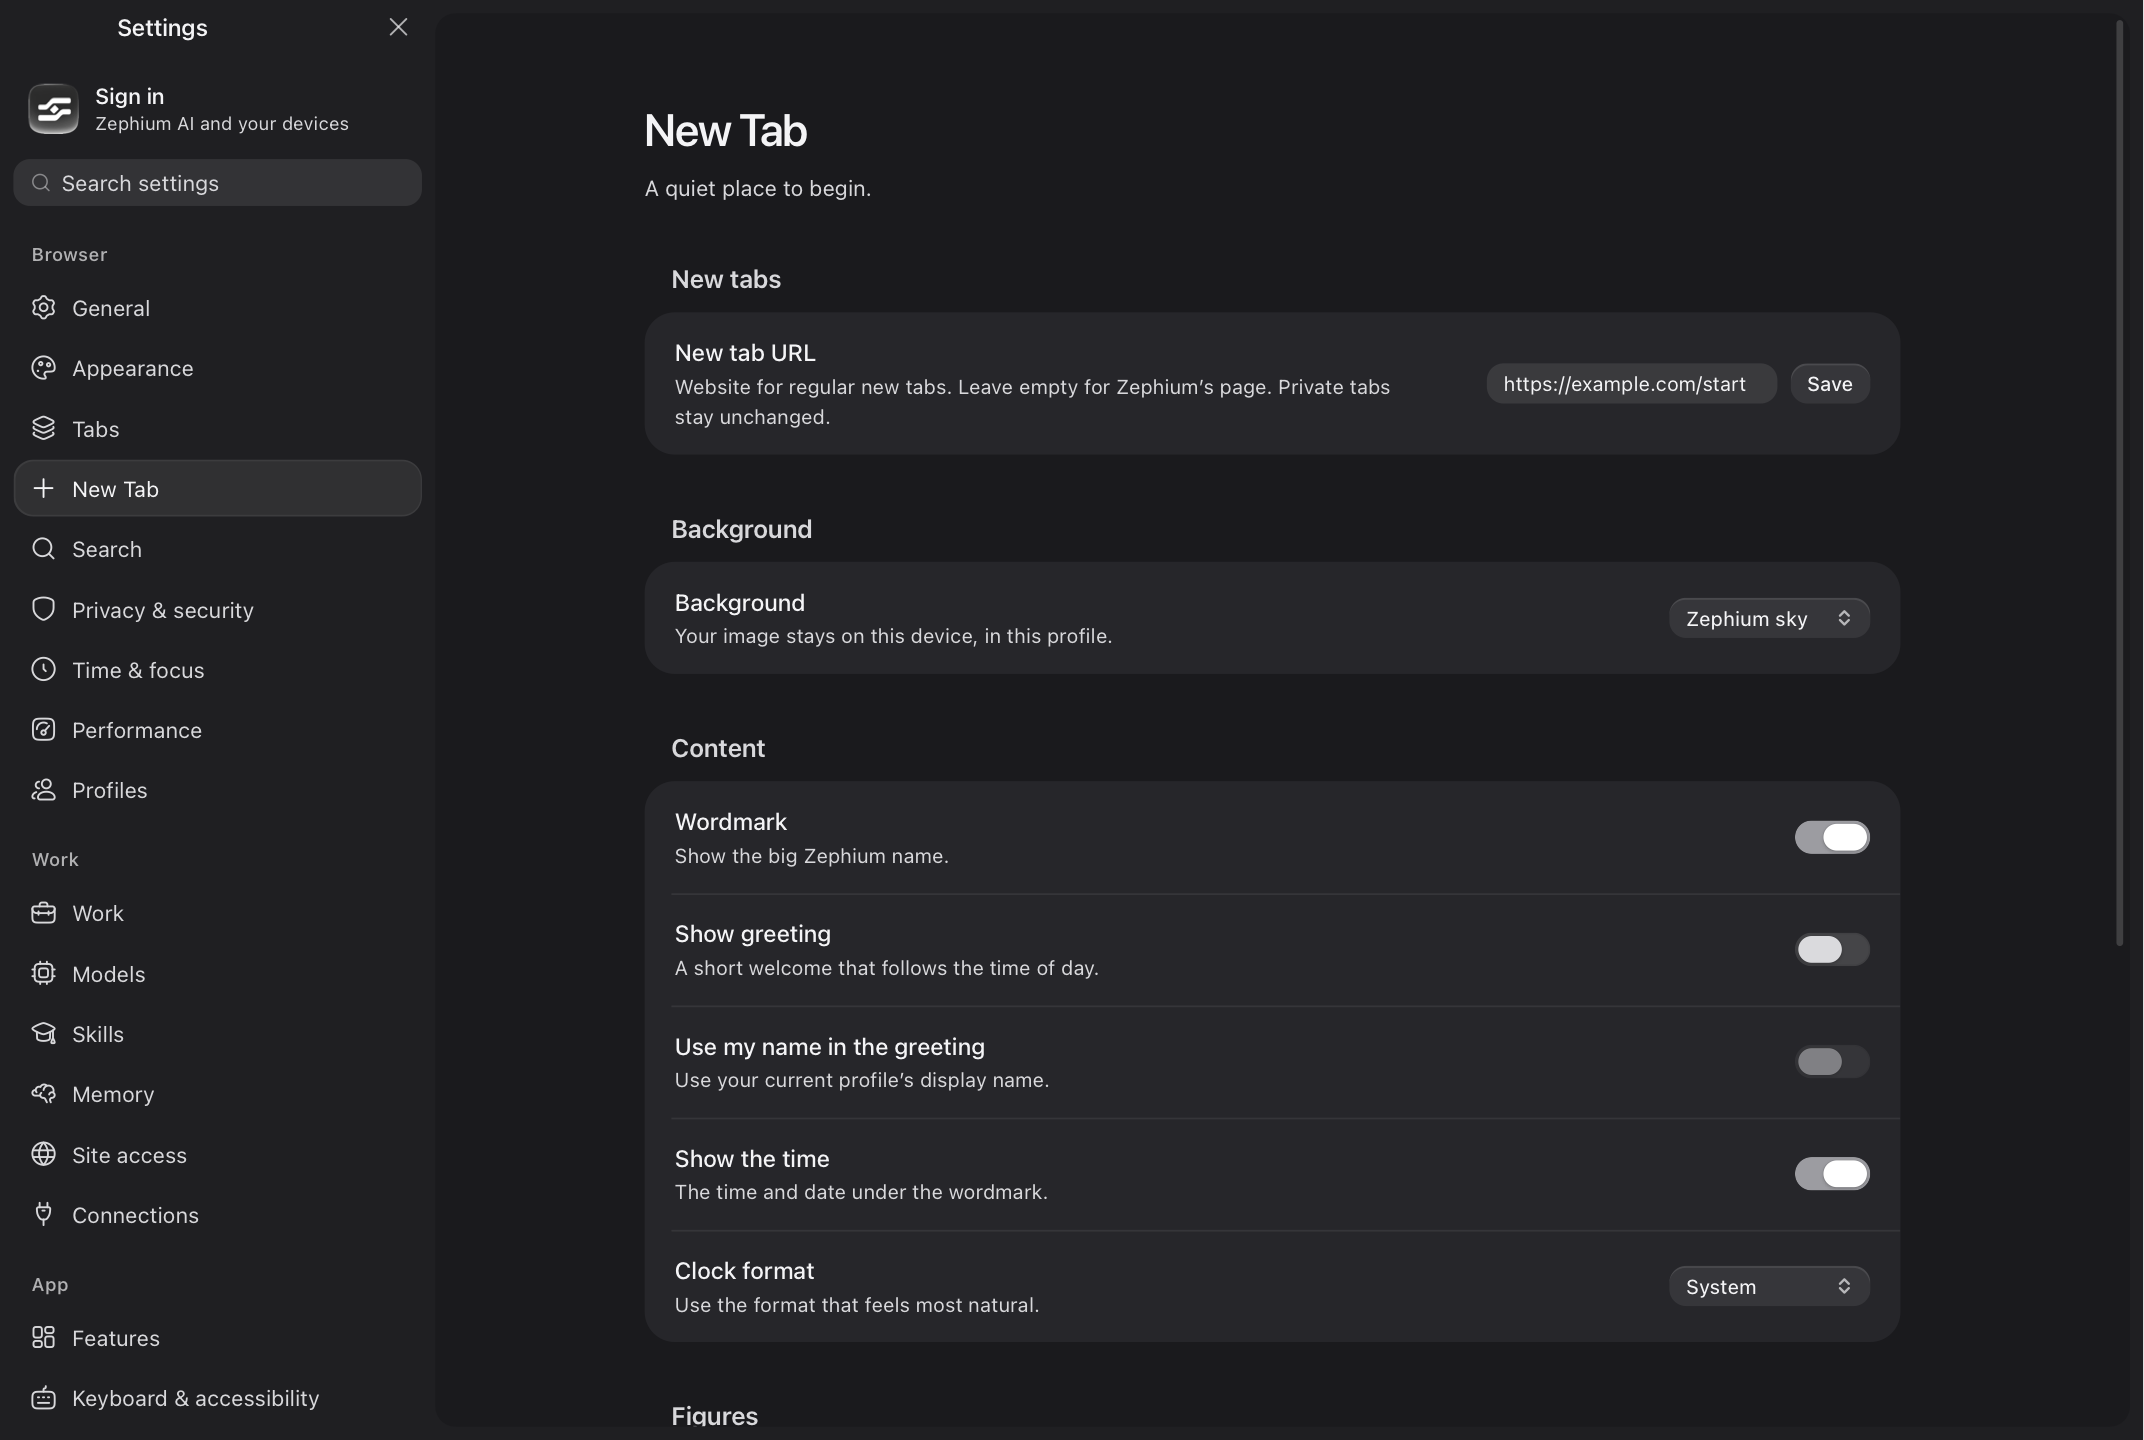 Settings
Sign in
Zephium AI and your devices
Search settings
Browser
General
Appearance
Tabs
New Tab
Search
Privacy & security
Time & focus
Performance
Profiles
Work
Work
Models
Skills
Memory
Site access
Connections
App
Features
Keyboard & accessibility
New Tab
A quiet place to begin.
New tabs
New tab URL
Website for regular new tabs. Leave empty for Zephium’s page. Private tabs
stay unchanged.
https://example.com/start
Save
Background
Background
Your image stays on this device, in this profile.
Zephium sky
Content
Wordmark
Show the big Zephium name.
Show greeting
A short welcome that follows the time of day.
Use my name in the greeting
Use your current profile’s display name.
Show the time
The time and date under the wordmark.
Clock format
Use the format that feels most natural.
System
Figures